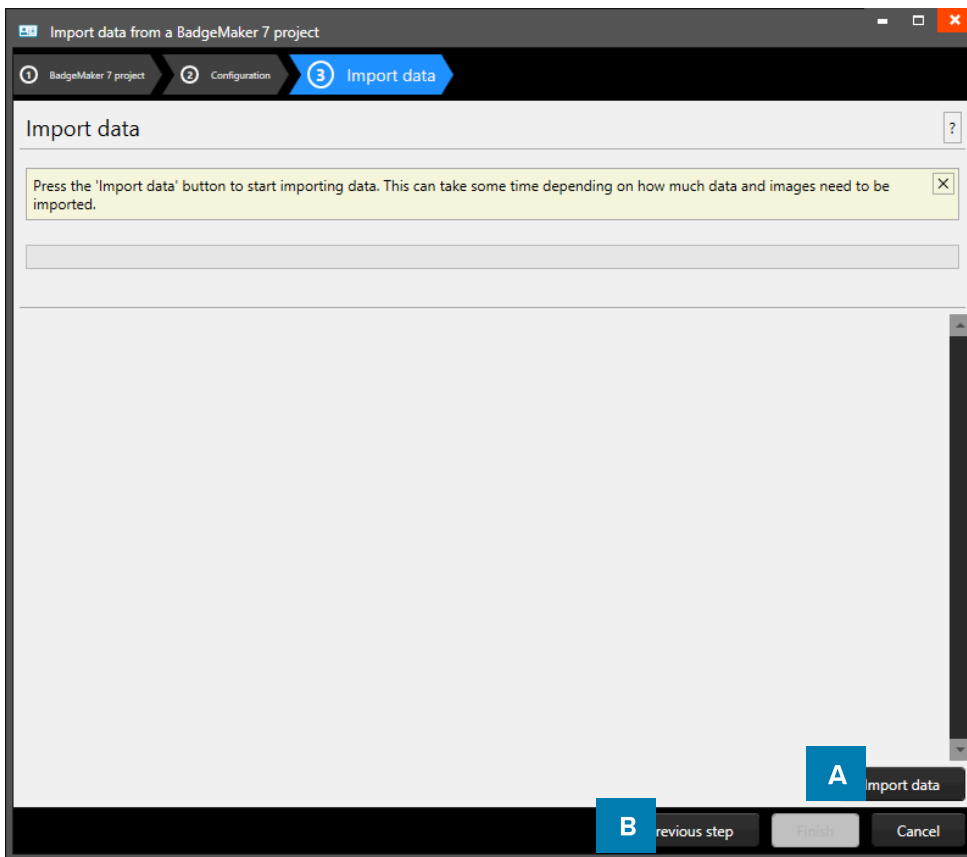 Import data from a BadgeMaker 7 project
1 BadgeMaker 7 project 2 Configuration 3 Import data
Import data ?
Press the 'Import data' button to start importing data. This can take some time depending on how much data and images need to be
imported.
A Import data
B revious step Finish Cancel